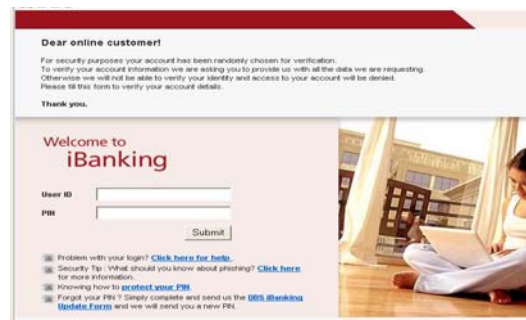 Dear online customer!
For security purposes your account has been randomly chosen for verification.
To verify your account information we are asking you to provide us with all the data we are requesting.
Otherwise we will not be able to verify your identity and access to your account will be denied.
Please fill this form to verify your account details.
Thank you.
Welcome to
iBanking
User ID
PIN
Submit
Problem with your login? Click here for help.
Security Tip : What should you know about phishing? Click here
for more information.
Knowing how to protect your PIN.
Forgot your PIN ? Simply complete and send us the DBS iBanking
Update Form and we will send you a new PIN.